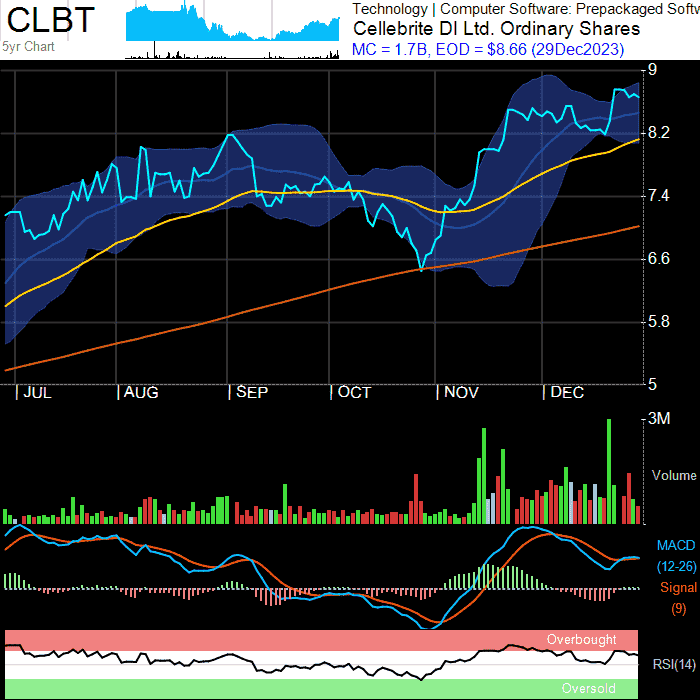 CLBT
5yr Chart
Technology | Computer Software: Prepackaged Softw
Cellebrite DI Ltd. Ordinary Shares
MC = 1.7B, EOD = $8.66 (29Dec2023)
9
8.2
7.4
6.6
5.8
5
JUL
AUG
SEP
OCT
NOV
DEC
3M
Volume
MACD
(12-26)
Signal
(9)
Overbought
RSI(14)
Oversold